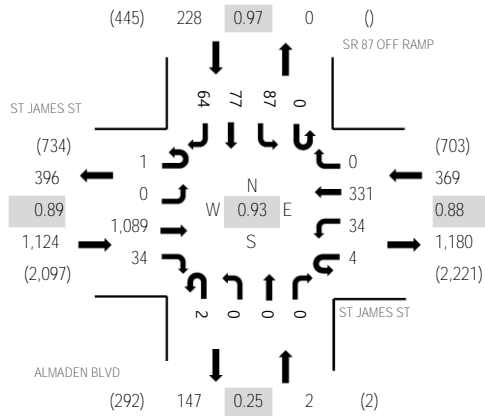 (445) 228 0.97 0 ()
SR 87 OFF RAMP
64 77 87 0
ST JAMES ST
(734)
396
0.89
1,124
(2,097)
1
0
1,089
34
N
W 0.93 E
S
0
331
34
4
(703)
369
0.88
1,180
(2,221)
2 0 0 0
ST JAMES ST
ALMADEN BLVD
(292) 147 0.25 2 (2)